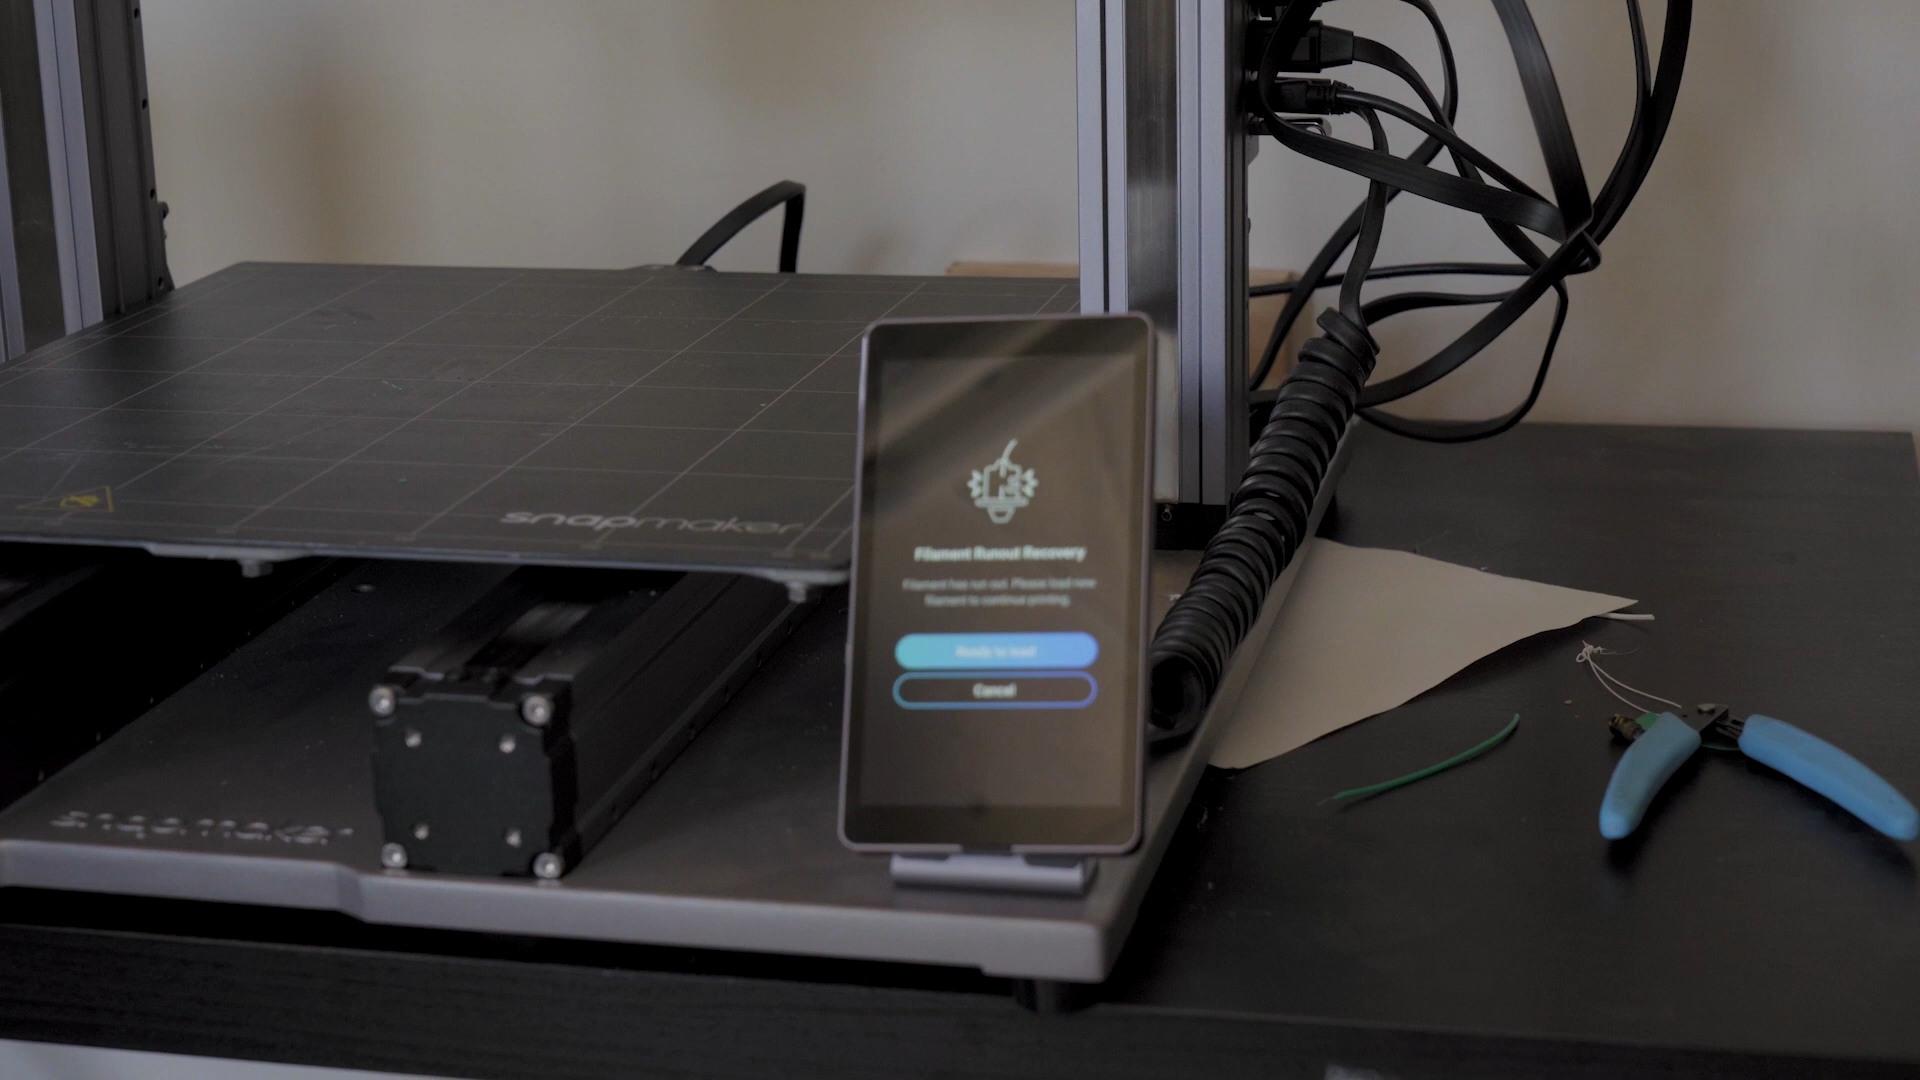 snapmaker
Filament Runout Recovery
Filament has run out. Please load new
filament to continue printing.
Ready to load
Cancel
snapmaker